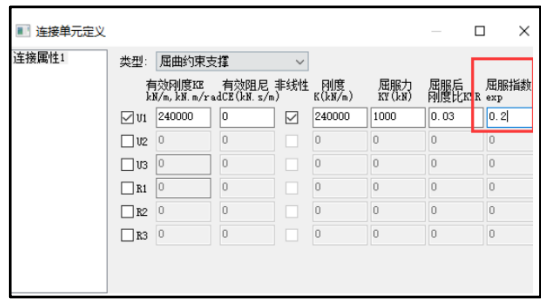 连接单元定义
连接属性1
类型: 屈曲约束支撑
有效刚度KE 有效阻尼 非线性 刚度 屈服力 屈服后 屈服指数
kN/m,kN.m/radCE(kN.s/m) K(kN/m) KY(kN) 刚度比KYR exp
U1 240000 0 240000 1000 0.03 0.2
U2 0 0 0 0 0 0
U3 0 0 0 0 0 0
R1 0 0 0 0 0 0
R2 0 0 0 0 0 0
R3 0 0 0 0 0 0